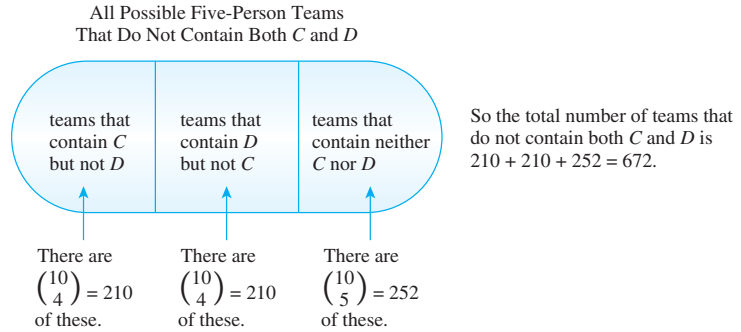 All Possible Five-Person Teams
That Do Not Contain Both C and D
teams that
contain C
but not D
teams that
contain D
but not C
teams that
contain neither
C nor D
So the total number of teams that
do not contain both C and D is
210 + 210 + 252 = 672.
There are
(10 4) = 210
of these.
There are
(10 4) = 210
of these.
There are
(10 5) = 252
of these.